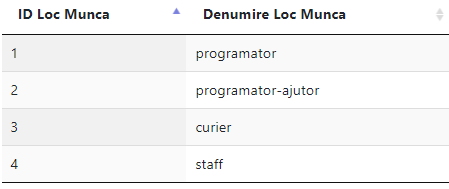 ID Loc Munca Denumire Loc Munca
1 programator
2 programator-ajutor
3 curier
4 staff